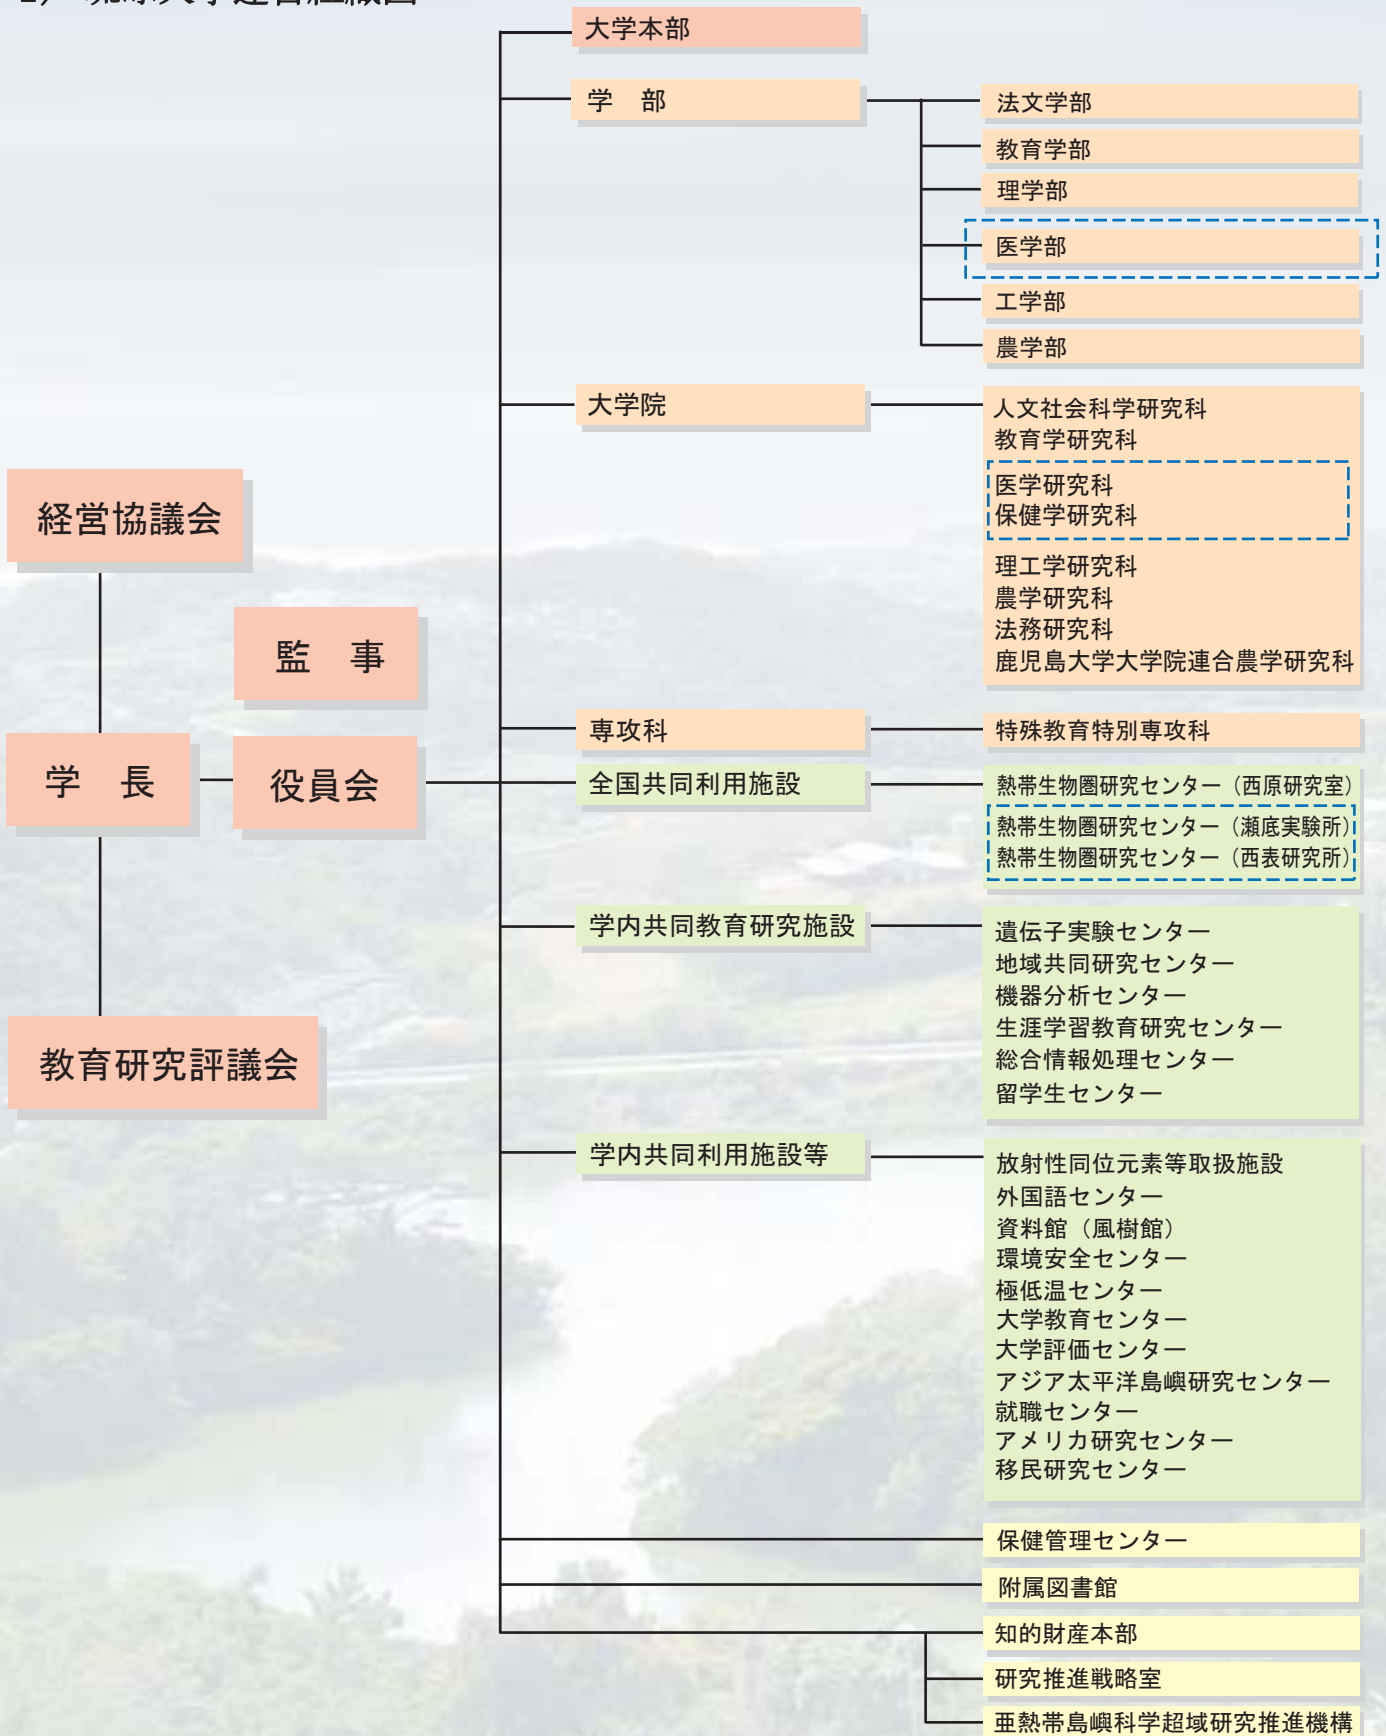 経営協議会
監　事
学　長
役員会
教育研究評議会
大学本部
学　部
法文学部
教育学部
理学部
医学部
工学部
農学部
大学院
人文社会科学研究科
教育学研究科
医学研究科
保健学研究科
理工学研究科
農学研究科
法務研究科
鹿児島大学大学院連合農学研究科
専攻科
特殊教育特別専攻科
全国共同利用施設
熱帯生物圏研究センター（西原研究室）
熱帯生物圏研究センター（瀬底実験所）
熱帯生物圏研究センター（西表研究所）
学内共同教育研究施設
遺伝子実験センター
地域共同研究センター
機器分析センター
生涯学習教育研究センター
総合情報処理センター
留学生センター
学内共同利用施設等
放射性同位元素等取扱施設
外国語センター
資料館（風樹館）
環境安全センター
極低温センター
大学教育センター
大学評価センター
アジア太平洋島嶼研究センター
就職センター
アメリカ研究センター
移民研究センター
保健管理センター
附属図書館
知的財産本部
研究推進戦略室
亜熱帯島嶼科学超域研究推進機構